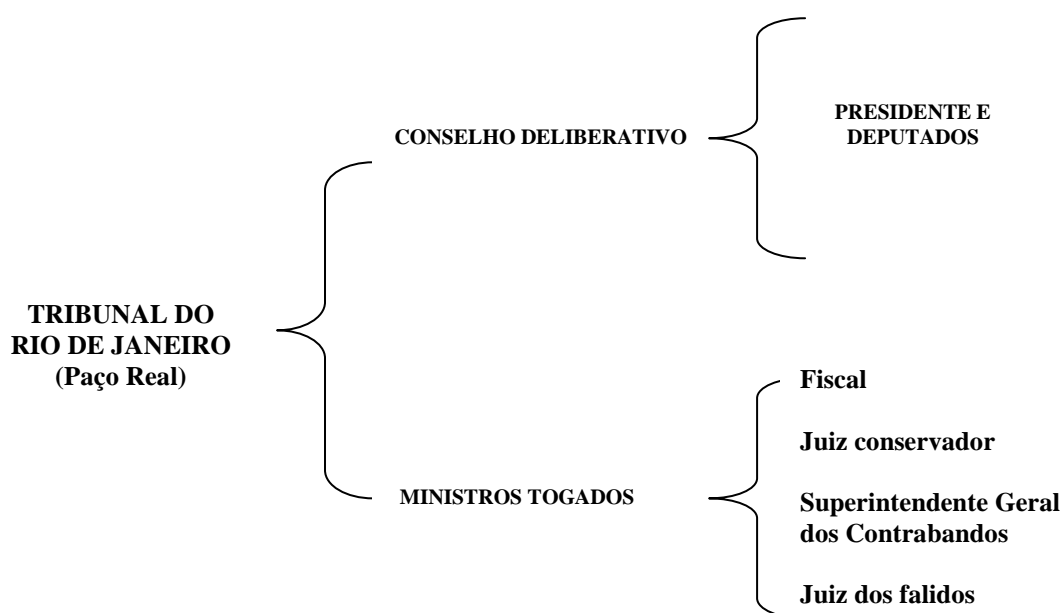 TRIBUNAL DO
RIO DE JANEIRO
(Paço Real)
CONSELHO DELIBERATIVO
PRESIDENTE E
DEPUTADOS
MINISTROS TOGADOS
Fiscal
Juiz conservador
Superintendente Geral
dos Contrabandos
Juiz dos falidos